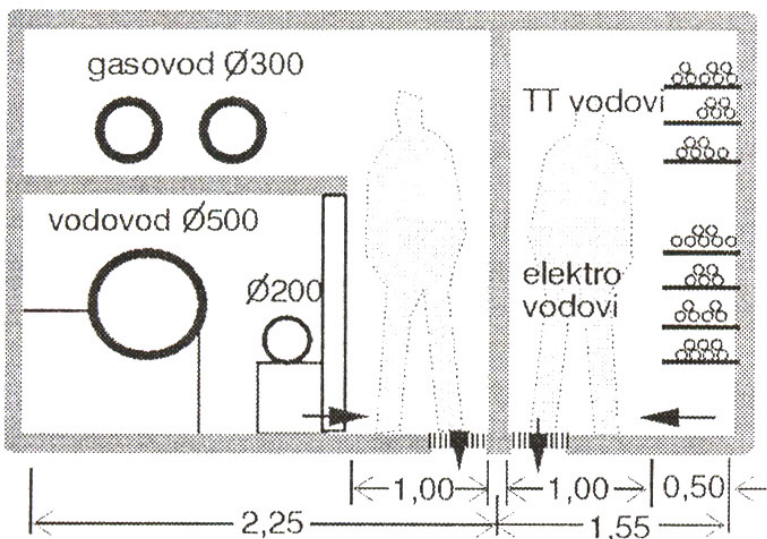 gasovod Ø300
TT vodovi
vodovod Ø500
Ø200
elektro
vodovi
1,00
1,00
0,50
2,25
1,55